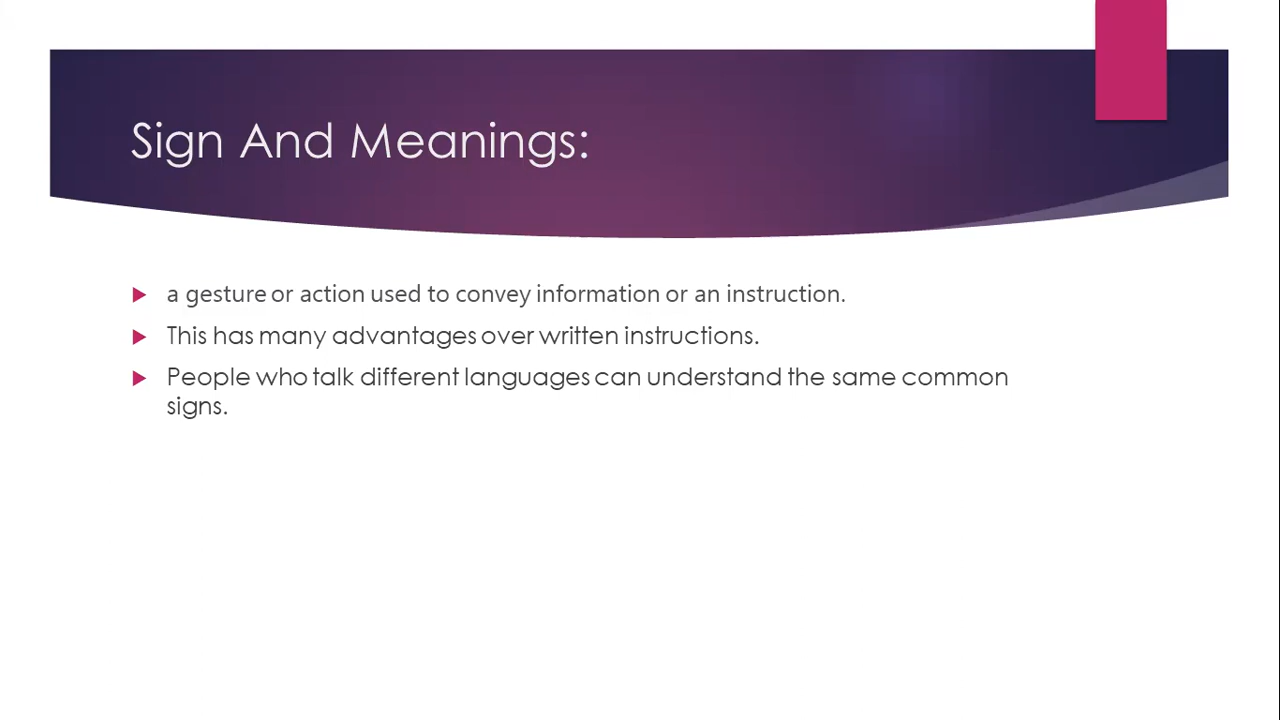 Sign And Meanings:
a gesture or action used to convey information or an instruction.
This has many advantages over written instructions.
People who talk different languages can understand the same common
signs.